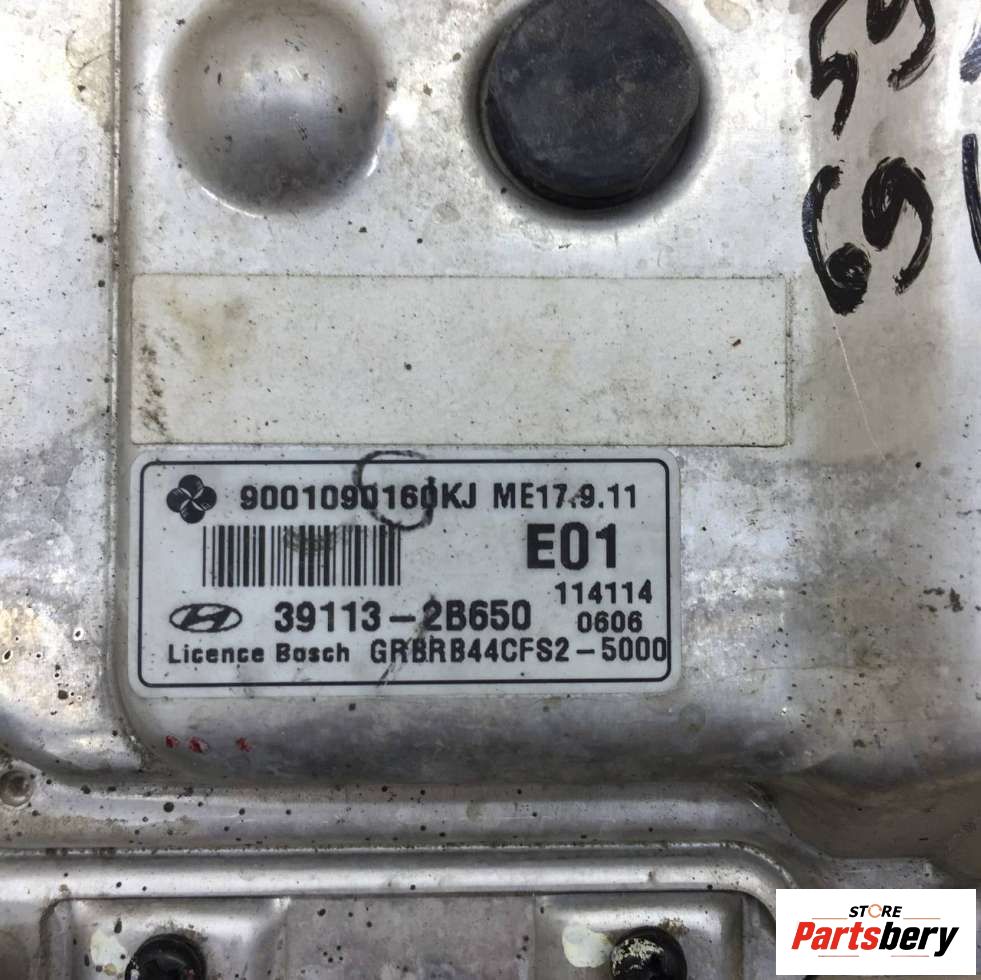 9001090160KJ ME17.9.11
E01
114114
39113-2B650 0606
Licence Bosch GRBRB44CFS2-5000
STORE
Partsbery